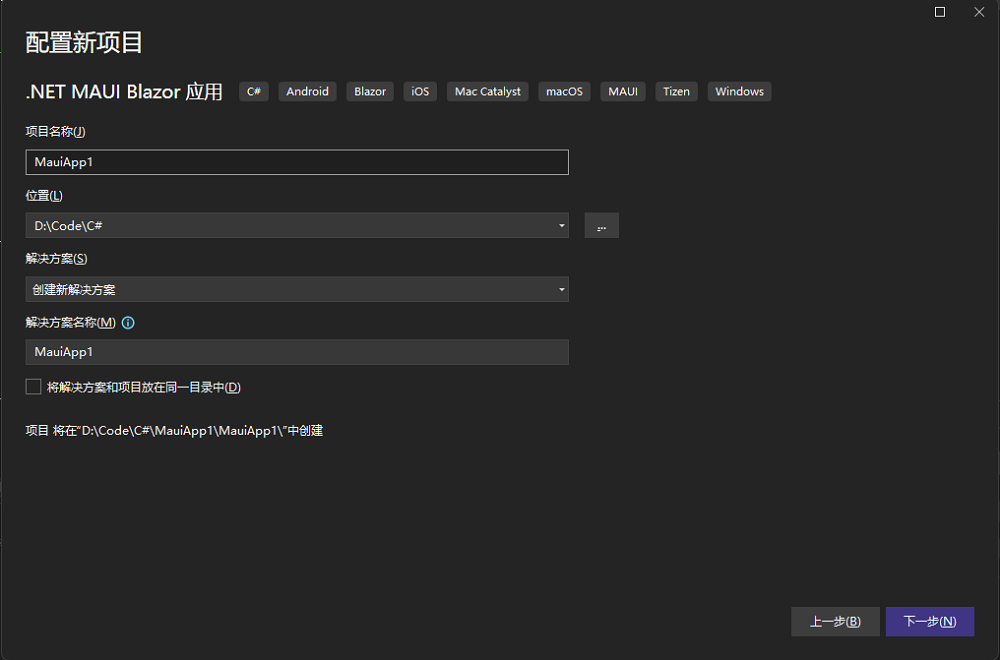 配置新项目
.NET MAUI Blazor 应用 C# Android Blazor iOS Mac Catalyst macOS MAUI Tizen Windows
项目名称(J)
MauiApp1
位置(L)
D:\Code\C# ...
解决方案(S)
创建新解决方案
解决方案名称(M)
MauiApp1
将解决方案和项目放在同一目录中(D)
项目 将在“D:\Code\C#\MauiApp1\MauiApp1\”中创建
上一步(B) 下一步(N)